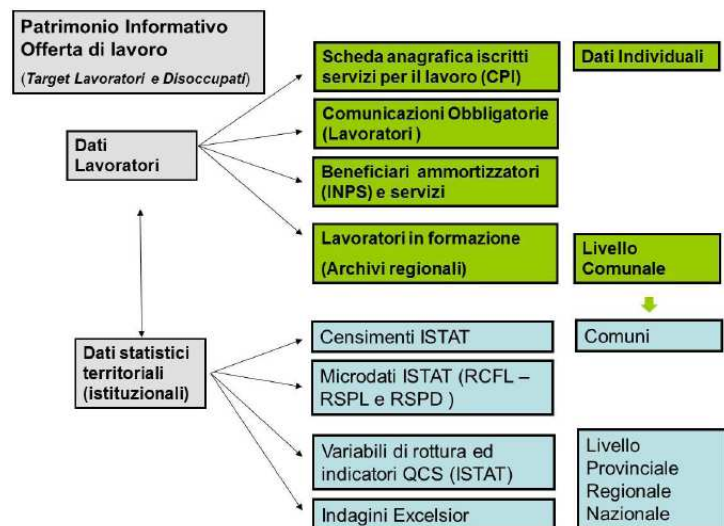 Patrimonio Informativo
Offerta di lavoro
(Target Lavoratori e Disoccupati)
Scheda anagrafica iscritti
servizi per il lavoro (CPI)
Dati Individuali
Comunicazioni Obbligatorie
(Lavoratori )
Dati
Lavoratori
Beneficiari ammortizzatori
(INPS) e servizi
Lavoratori in formazione
(Archivi regionali)
Livello
Comunale
Dati statistici
territoriali
(istituzionali)
Censimenti ISTAT
Comuni
Microdati ISTAT (RCFL –
RSPL e RSPD )
Variabili di rottura ed
indicatori QCS (ISTAT)
Indagini Excelsior
Livello
Provinciale
Regionale
Nazionale